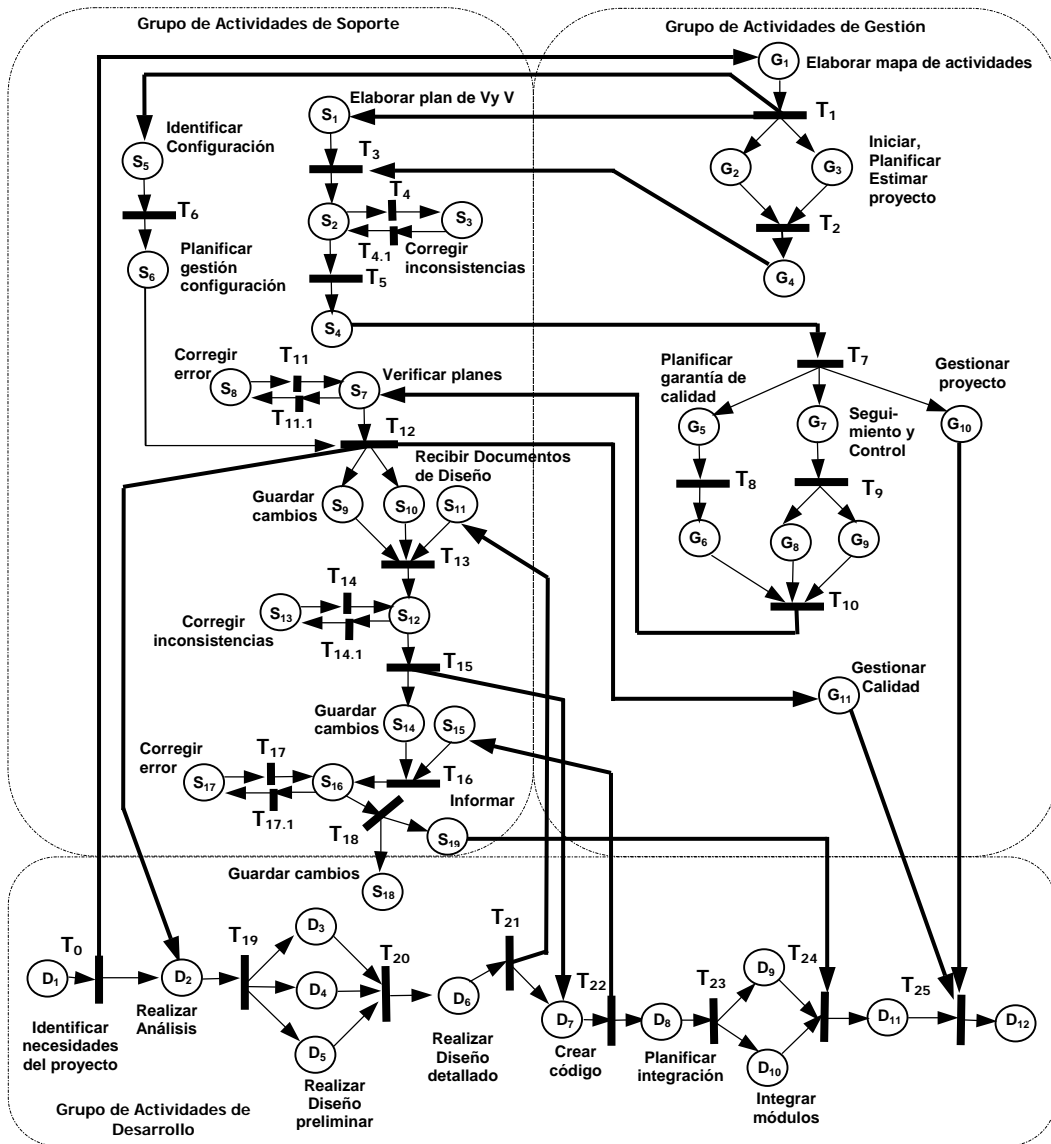 Grupo de Actividades de Soporte
Grupo de Actividades de Gestión
G1
Elaborar mapa de actividades
Elaborar plan de Vy V
S1
T1
Identificar
Configuración
S5
T3
G2
G3
Iniciar,
Planificar
Estimar
proyecto
T4
T6
S2
S3
T2
T4.1
Corregir
inconsistencias
Planificar
gestión
configuración
S6
T5
G4
S4
T7
Corregir
error
T11
S8
S7
Verificar planes
T11.1
Planificar
garantía de
calidad
Gestionar
proyecto
G5
G7
Segui-
miento y
Control
G10
T12
Recibir Documentos
de Diseño
T8
T9
Guardar
cambios
S9
S10
S11
G6
G8
G9
T13
T14
T10
S13
S12
Corregir
inconsistencias
T14.1
T15
Gestionar
Calidad
G11
Guardar
cambios
S14
S15
Corregir
error
T17
S17
S16
T16
T17.1
Informar
T18
S19
Guardar cambios
S18
T0
T19
D3
T20
T21
D1
D2
D4
D6
D5
T22
T23
D9
T24
T25
D7
D8
D10
D11
D12
Identificar
necesidades
del proyecto
Realizar
Análisis
Realizar
Diseño
preliminar
Realizar
Diseño
detallado
Crear
código
Planificar
integración
Integrar
módulos
Grupo de Actividades de
Desarrollo